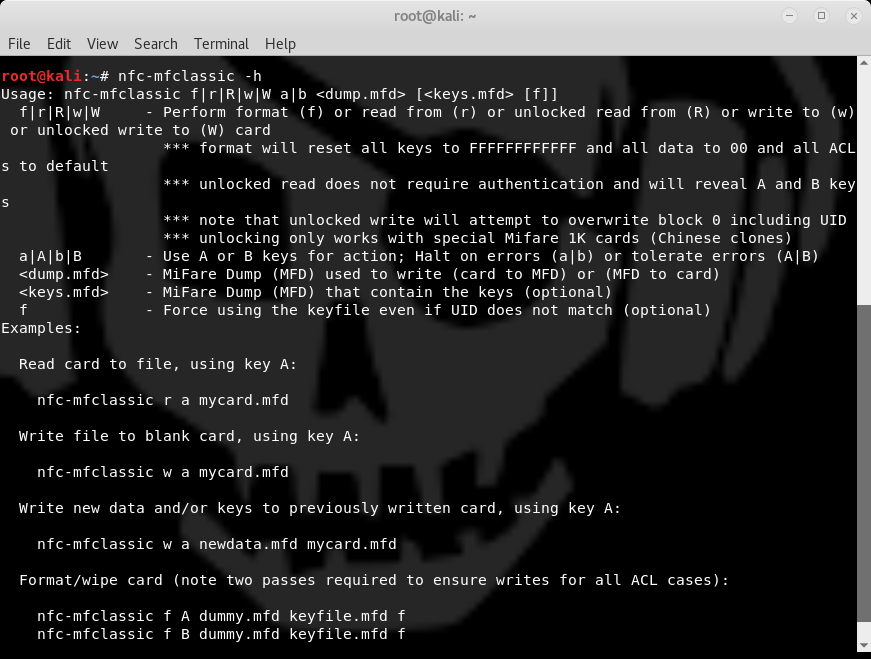 root@kali: ~
File Edit View Search Terminal Help
root@kali:~# nfc-mfclassic -h
Usage: nfc-mfclassic f|r|R|w|W a|b <dump.mfd> [<keys.mfd> [f]]
  f|r|R|w|W     - Perform format (f) or read from (r) or unlocked read from (R) or write to (w)
 or unlocked write to (W) card
                  *** format will reset all keys to FFFFFFFFFFFF and all data to 00 and all ACL
s to default
                  *** unlocked read does not require authentication and will reveal A and B key
s
                  *** note that unlocked write will attempt to overwrite block 0 including UID
                  *** unlocking only works with special Mifare 1K cards (Chinese clones)
  a|A|b|B       - Use A or B keys for action; Halt on errors (a|b) or tolerate errors (A|B)
  <dump.mfd>    - MiFare Dump (MFD) used to write (card to MFD) or (MFD to card)
  <keys.mfd>    - MiFare Dump (MFD) that contain the keys (optional)
  f             - Force using the keyfile even if UID does not match (optional)
Examples:
  Read card to file, using key A:
    nfc-mfclassic r a mycard.mfd
  Write file to blank card, using key A:
    nfc-mfclassic w a mycard.mfd
  Write new data and/or keys to previously written card, using key A:
    nfc-mfclassic w a newdata.mfd mycard.mfd
  Format/wipe card (note two passes required to ensure writes for all ACL cases):
    nfc-mfclassic f A dummy.mfd keyfile.mfd f
    nfc-mfclassic f B dummy.mfd keyfile.mfd f